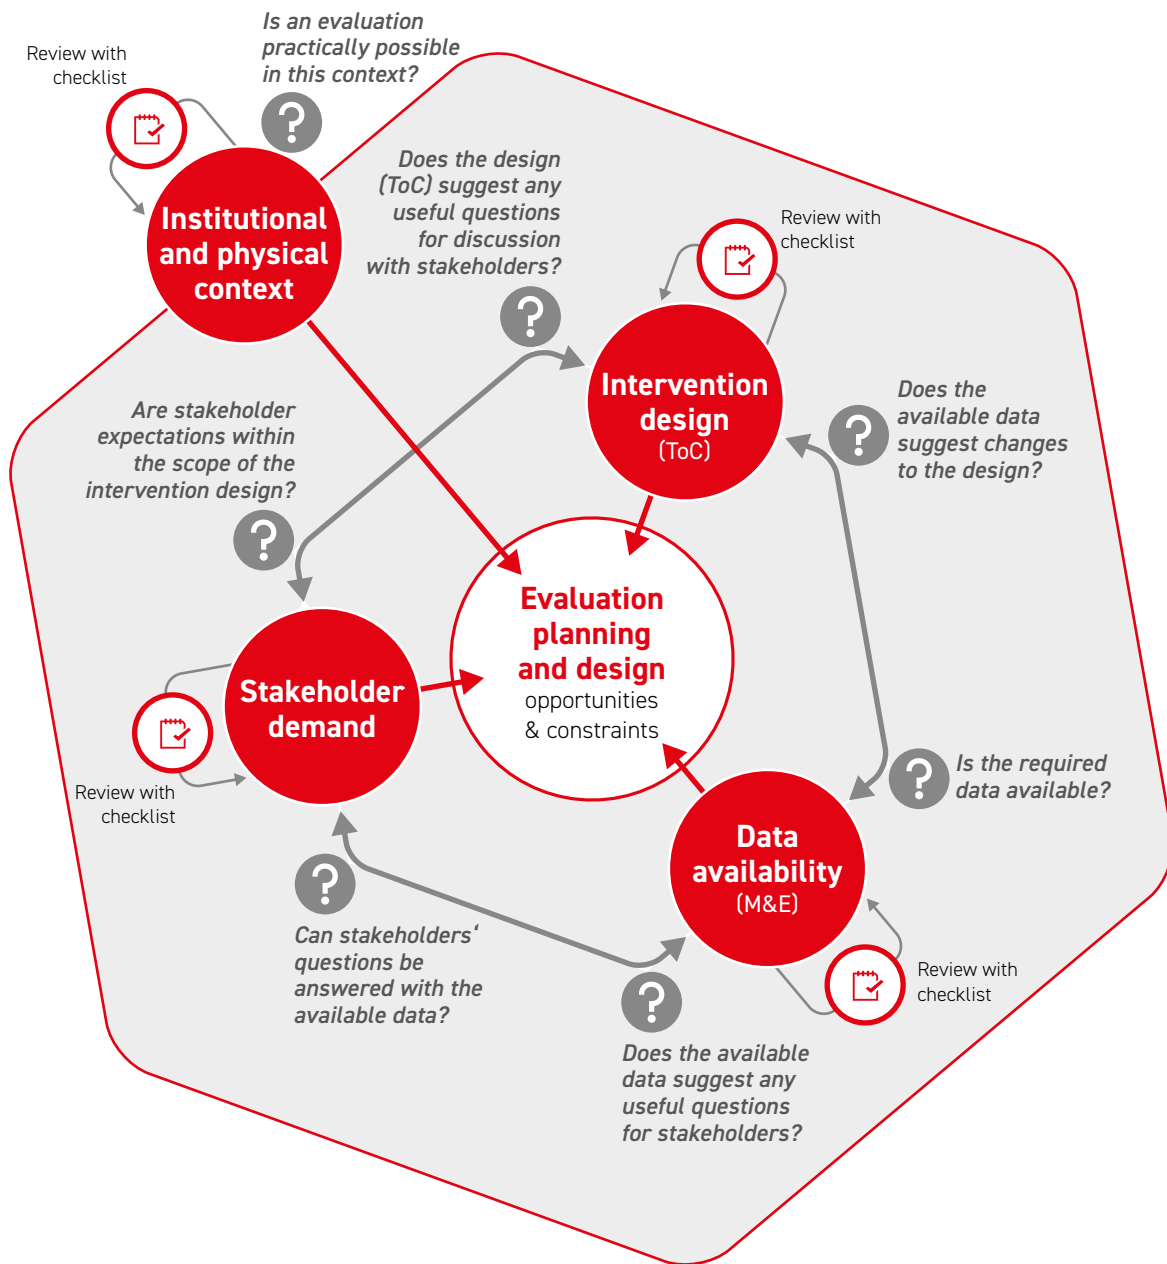 Is an evaluation
practically possible
in this context?
Review with
checklist
Institutional
and physical
context
Does the design
(ToC) suggest any
useful questions
for discussion
with stakeholders?
Review with
checklist
Intervention
design
(ToC)
Does the
available data
suggest changes
to the design?
Are stakeholder
expectations within
the scope of the
intervention design?
Evaluation
planning
and design
opportunities
& constraints
Stakeholder
demand
Review with
checklist
Is the required
data available?
Data
availability
(M&E)
Can stakeholders‘
questions be
answered with the
available data?
Review with
checklist
Does the available
data suggest any
useful questions
for stakeholders?